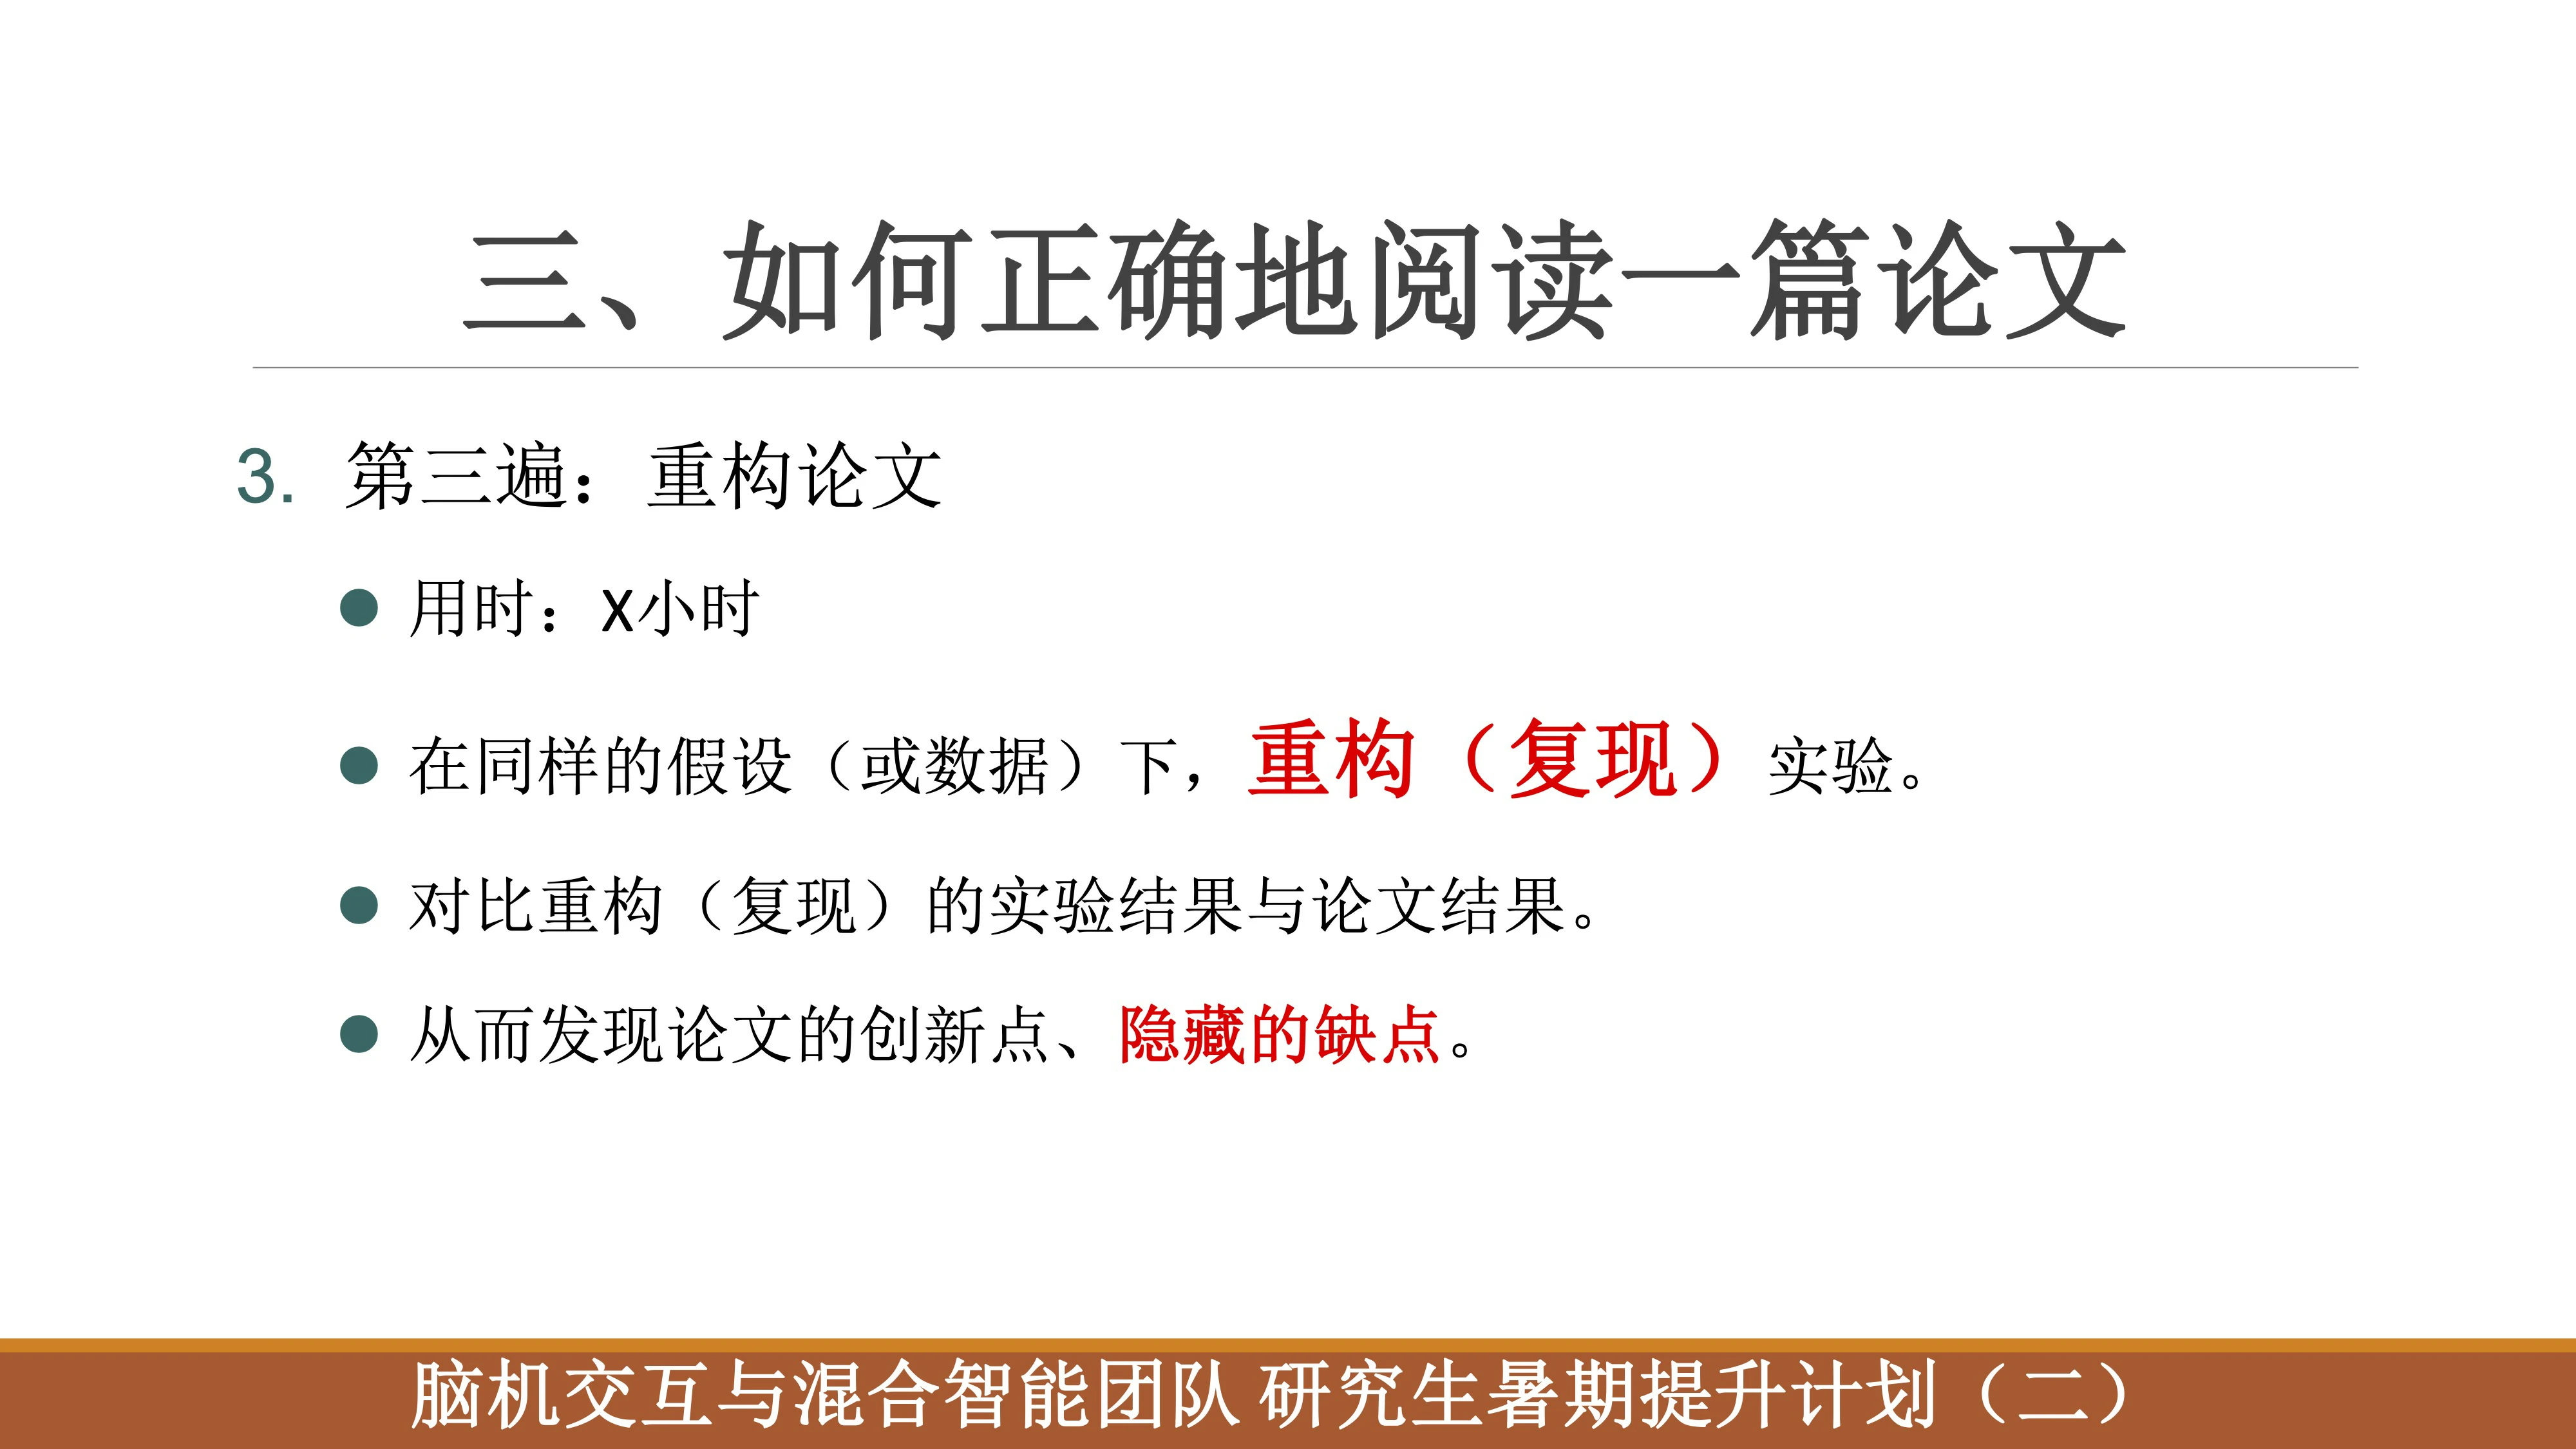 三、如何正确地阅读一篇论文
3. 第三遍：重构论文
● 用时：X小时
● 在同样的假设（或数据）下，重构（复现）实验。
● 对比重构（复现）的实验结果与论文结果。
● 从而发现论文的创新点、隐藏的缺点。
脑机交互与混合智能团队 研究生暑期提升计划（二）